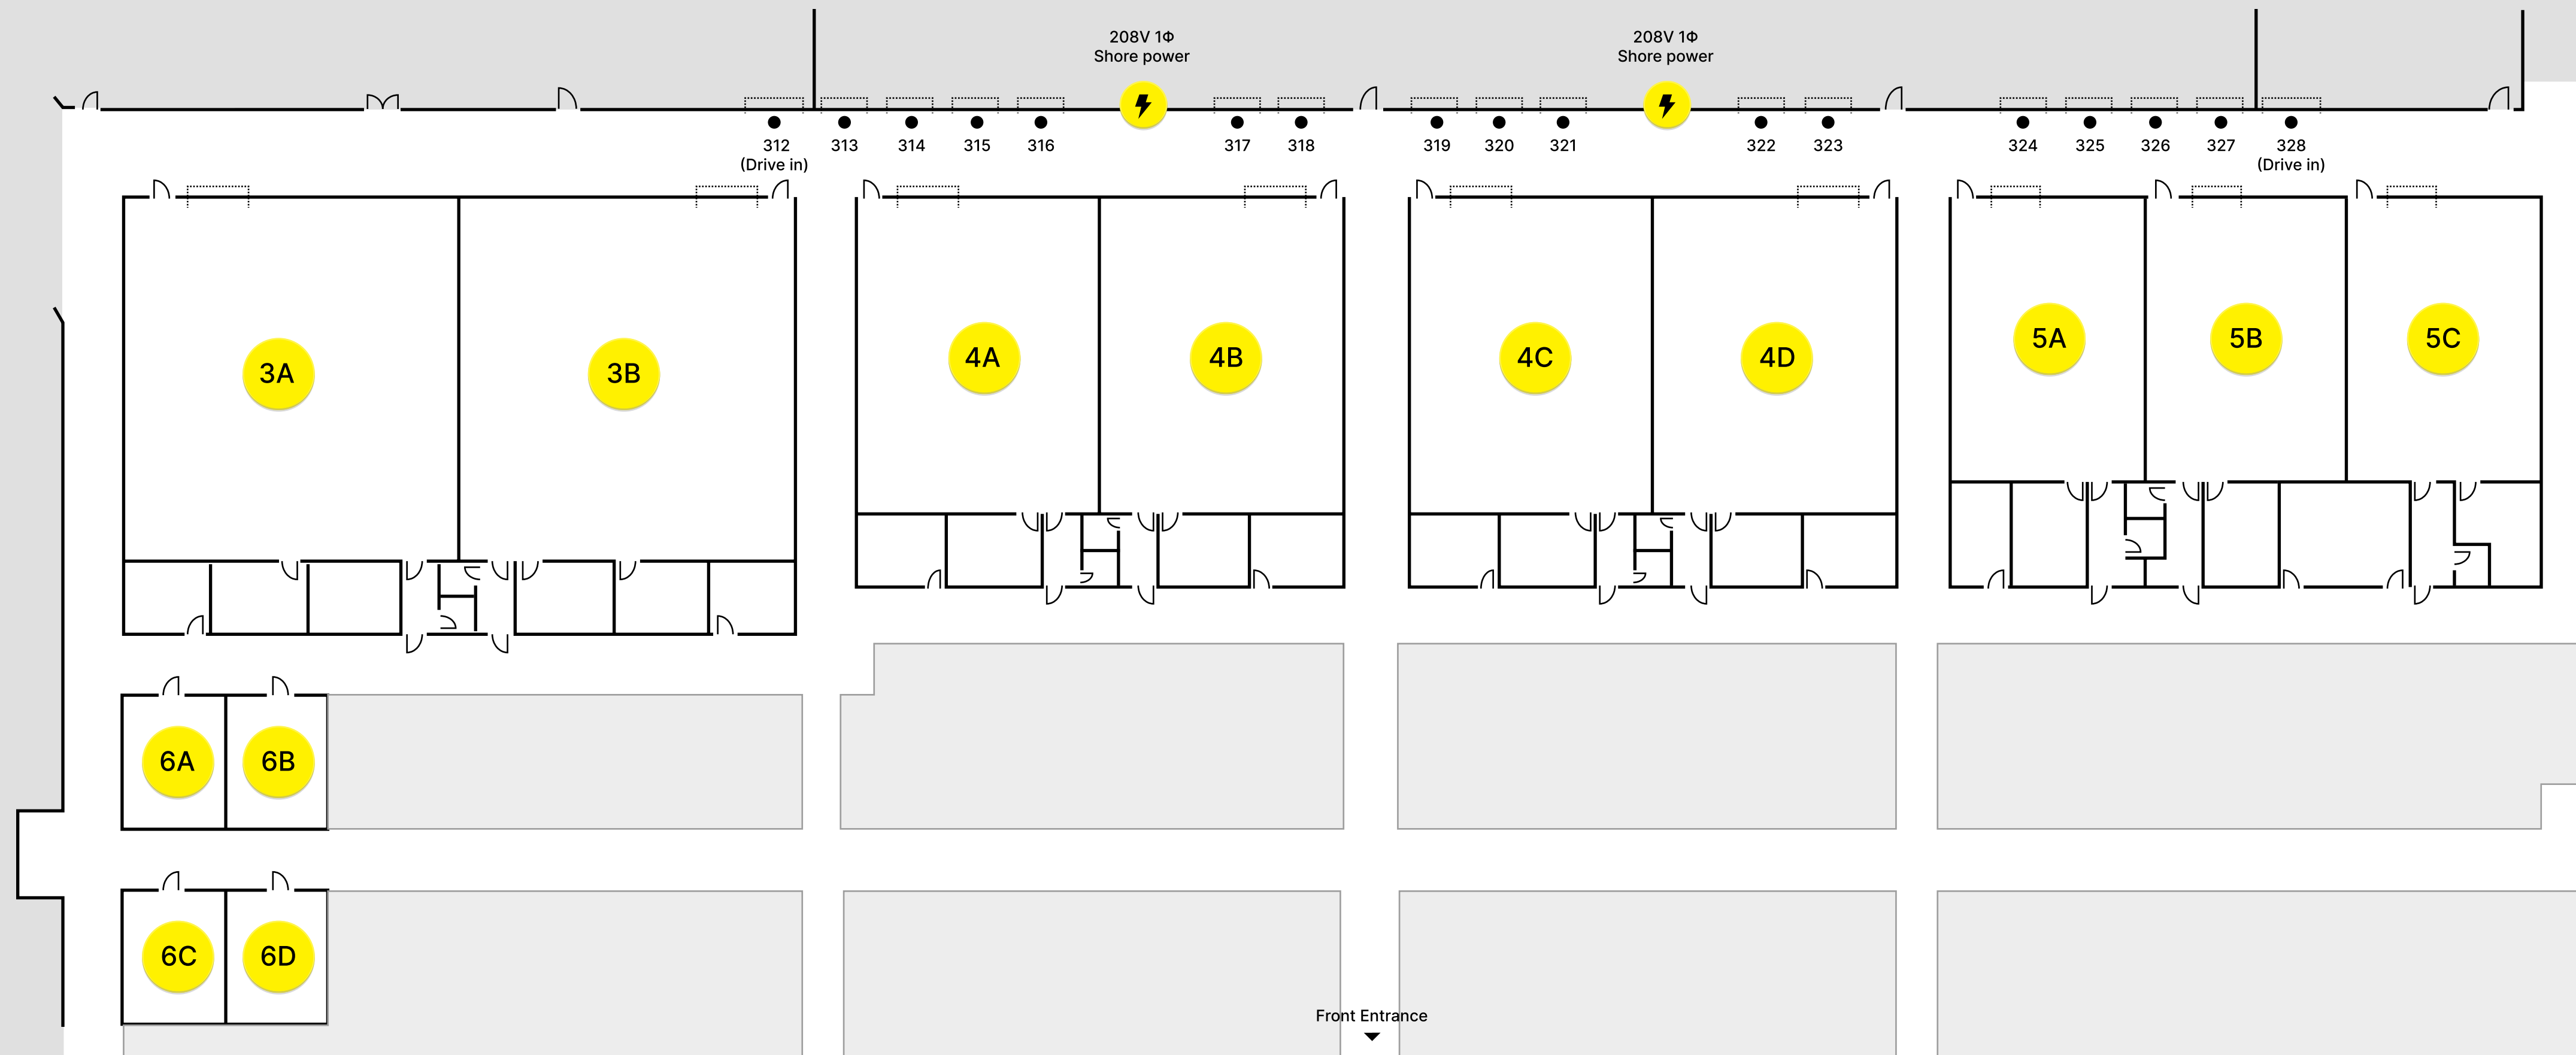 208V 1Φ
Shore power
208V 1Φ
Shore power
312
(Drive in)
313
314
315
316
317
318
319
320
321
322
323
324
325
326
327
328
(Drive in)
3A
3B
4A
4B
4C
4D
5A
5B
5C
6A
6B
6C
6D
Front Entrance